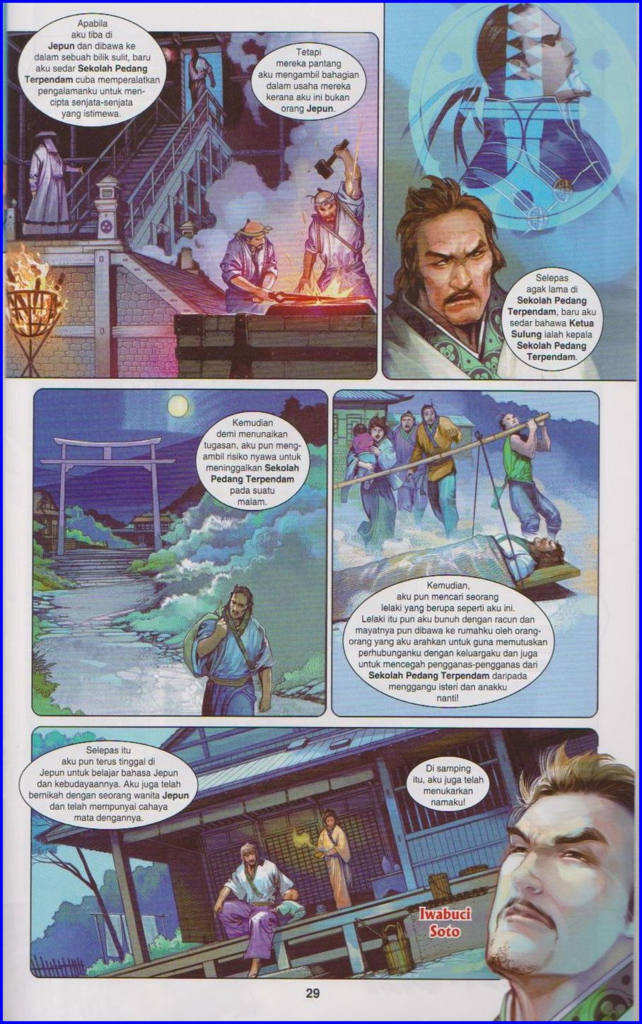 Apabila
aku tiba di
Jepun dan dibawa ke
dalam sebuah bilik sulit, baru
aku sedar Sekolah Pedang
Terpendam cuba memperalatkan
pengalamanku untuk men-
cipta senjata-senjata
yang istimewa.
Tetapi
mereka pantang
aku mengambil bahagian
dalam usaha mereka
kerana aku ini bukan
orang Jepun.
Selepas
agak lama di
Sekolah Pedang
Terpendam, baru aku
sedar bahawa Ketua
Sulung ialah kepala
Sekolah Pedang
Terpendam.
Kemudian
demi menunaikan
tugasan, aku pun meng-
ambil risiko nyawa untuk
meninggalkan Sekolah
Pedang Terpendam
pada suatu
malam.
Kemudian,
aku pun mencari seorang
lelaki yang berupa seperti aku ini.
Lelaki itu pun aku bunuh dengan racun dan
mayatnya pun dibawa ke rumahku oleh orang-
orang yang aku arahkan untuk guna memutuskan
perhubunganku dengan keluargaku dan juga
untuk mencegah pengganas-pengganas dari
Sekolah Pedang Terpendam daripada
menggangu isteri dan anakku
nanti!
Selepas itu
aku pun terus tinggal di
Jepun untuk belajar bahasa Jepun
dan kebudayaannya. Aku juga telah
bernikah dengan seorang wanita Jepun
dan telah mempunyai cahaya
mata dengannya.
Di samping
itu, aku juga telah
menukarkan
namaku!
Iwabuci
Soto
29